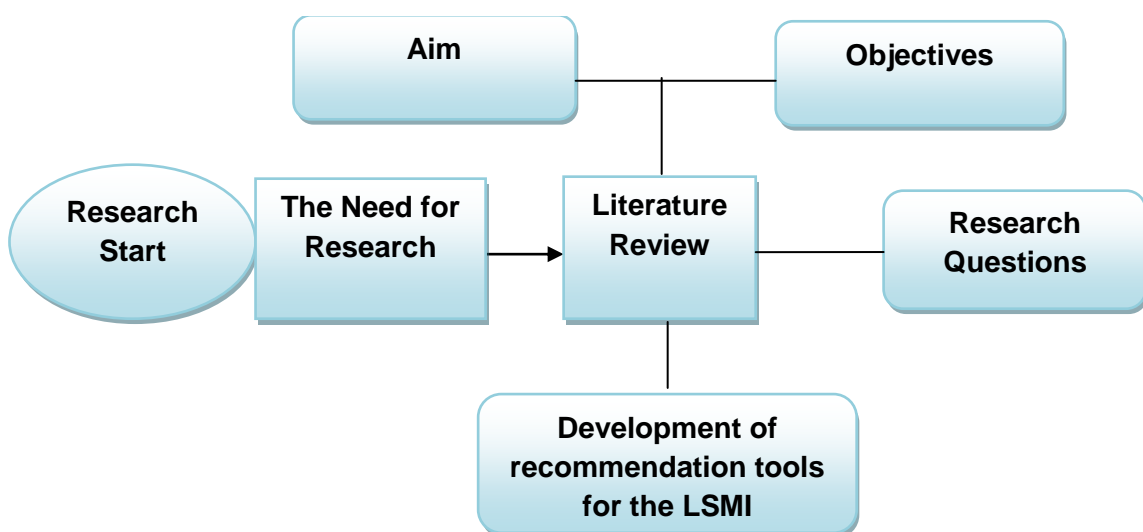 Aim
Objectives
Research
Start
The Need for
Research
Literature
Review
Research
Questions
Development of
recommendation tools
for the LSMI